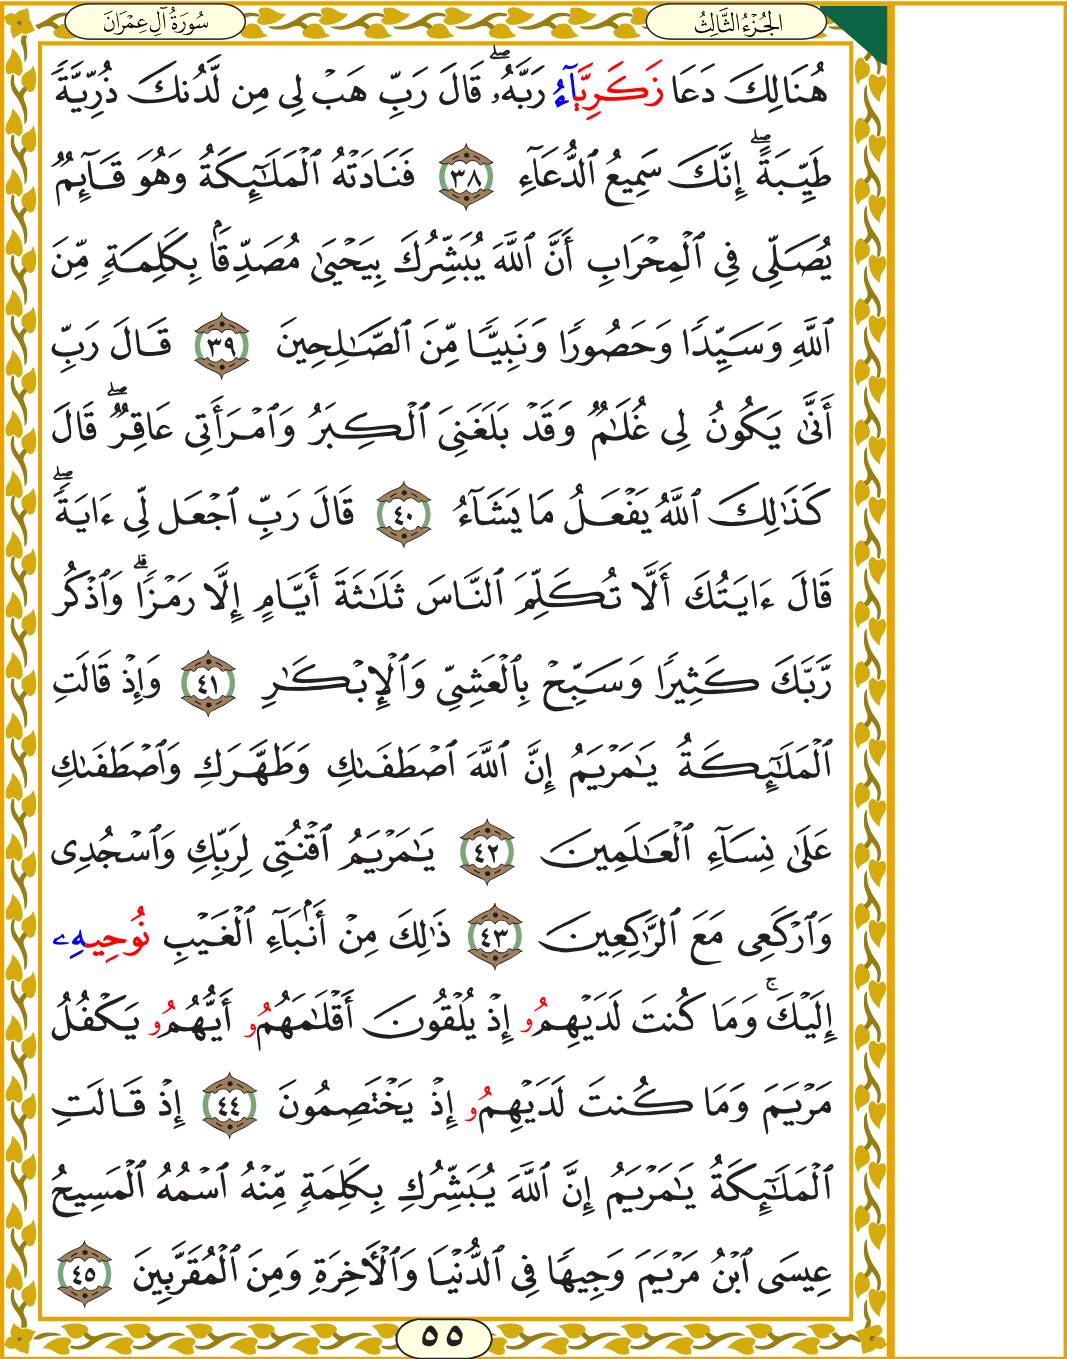 الجُزْءُ الثَّالِثُ
سُورَةُ آلِ عِمْرَانَ
هُنَالِكَ دَعَا زَكَرِيَّآءُ رَبَّهُۥۖ قَالَ رَبِّ هَبْ لِي مِن لَّدُنكَ ذُرِّيَّةٗ
طَيِّبَةًۖ إِنَّكَ سَمِيعُ ٱلدُّعَآءِ ٣٨ فَنَادَتْهُ ٱلْمَلَٰٓئِكَةُ وَهُوَ قَآئِمٞ
يُصَلِّي فِي ٱلْمِحْرَابِ أَنَّ ٱللَّهَ يُبَشِّرُكَ بِيَحْيَىٰ مُصَدِّقَۢا بِكَلِمَةٖ مِّنَ
ٱللَّهِ وَسَيِّدٗا وَحَصُورٗا وَنَبِيّٗا مِّنَ ٱلصَّٰلِحِينَ ٣٩ قَالَ رَبِّ
أَنَّىٰ يَكُونُ لِي غُلَٰمٞ وَقَدْ بَلَغَنِيَ ٱلْكِبَرُ وَٱمْرَأَتِي عَاقِرٞۖ قَالَ
كَذَٰلِكَ ٱللَّهُ يَفْعَلُ مَا يَشَآءُ ٤٠ قَالَ رَبِّ ٱجْعَل لِّي ءَايَةٗۖ
قَالَ ءَايَتُكَ أَلَّا تُكَلِّمَ ٱلنَّاسَ ثَلَٰثَةَ أَيَّامٍ إِلَّا رَمْزٗاۗ وَٱذْكُر
رَّبَّكَ كَثِيرٗا وَسَبِّحْ بِٱلْعَشِيِّ وَٱلْإِبْكَٰرِ ٤١ وَإِذْ قَالَتِ
ٱلْمَلَٰٓئِكَةُ يَٰمَرْيَمُ إِنَّ ٱللَّهَ ٱصْطَفَىٰكِ وَطَهَّرَكِ وَٱصْطَفَىٰكِ
عَلَىٰ نِسَآءِ ٱلْعَٰلَمِينَ ٤٢ يَٰمَرْيَمُ ٱقْنُتِي لِرَبِّكِ وَٱسْجُدِي
وَٱرْكَعِي مَعَ ٱلرَّٰكِعِينَ ٤٣ ذَٰلِكَ مِنْ أَنۢبَآءِ ٱلْغَيْبِ نُوحِيهِۦ
إِلَيْكَۚ وَمَا كُنتَ لَدَيْهِمُۥ إِذْ يُلْقُونَ أَقْلَٰمَهُمُۥ أَيُّهُمُۥ يَكْفُلُ
مَرْيَمَ وَمَا كُنتَ لَدَيْهِمُۥ إِذْ يَخْتَصِمُونَ ٤٤ إِذْ قَالَتِ
ٱلْمَلَٰٓئِكَةُ يَٰمَرْيَمُ إِنَّ ٱللَّهَ يُبَشِّرُكِ بِكَلِمَةٖ مِّنْهُ ٱسْمُهُ ٱلْمَسِيحُ
عِيسَى ٱبْنُ مَرْيَمَ وَجِيهٗا فِي ٱلدُّنْيَا وَٱلْأَخِرَةِ وَمِنَ ٱلْمُقَرَّبِينَ ٤٥
٥٥